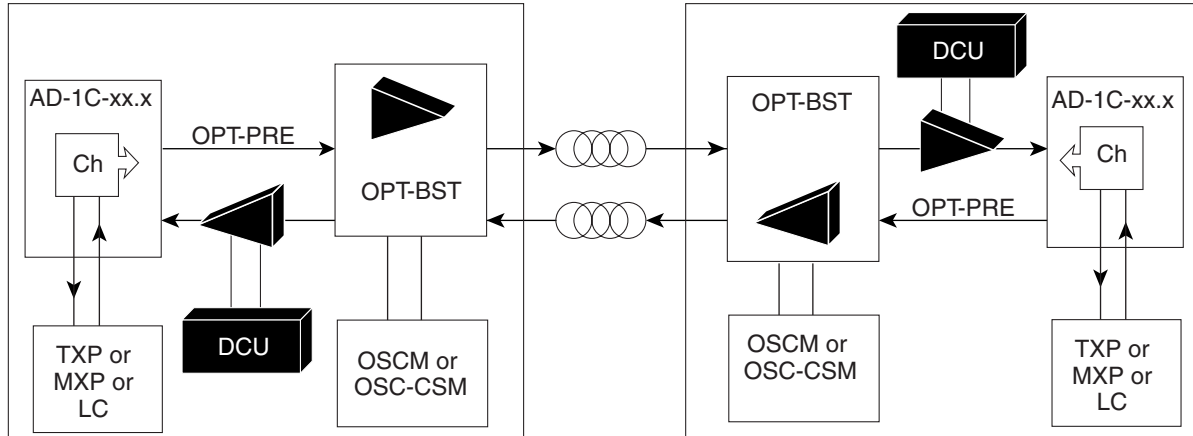 AD-1C-xx.x
Ch
OPT-PRE
OPT-BST
DCU
TXP or
MXP or
LC
OSCM or
OSC-CSM
DCU
OPT-BST
AD-1C-xx.x
Ch
OPT-PRE
OSCM or
OSC-CSM
TXP or
MXP or
LC